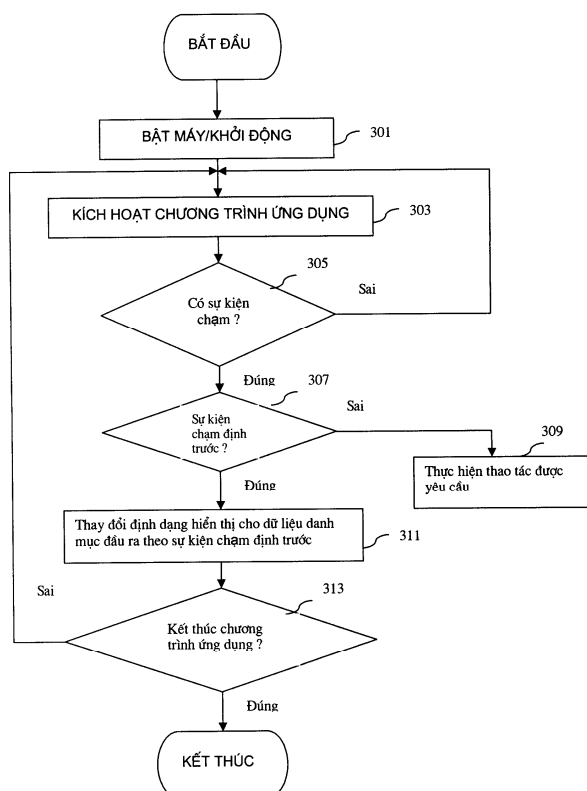 BẮT ĐẦU
BẬT MÁY/KHỞI ĐỘNG
301
KÍCH HOẠT CHƯƠNG TRÌNH ỨNG DỤNG
303
305
Có sự kiện
chạm ?
Sai
Đúng
307
Sự kiện
chạm định
trước ?
Sai
309
Thực hiện thao tác được
yêu cầu
Đúng
Thay đổi định dạng hiển thị cho dữ liệu danh
mục đầu ra theo sự kiện chạm định trước
311
Sai
313
Kết thúc chương
trình ứng dụng ?
Đúng
KẾT THÚC